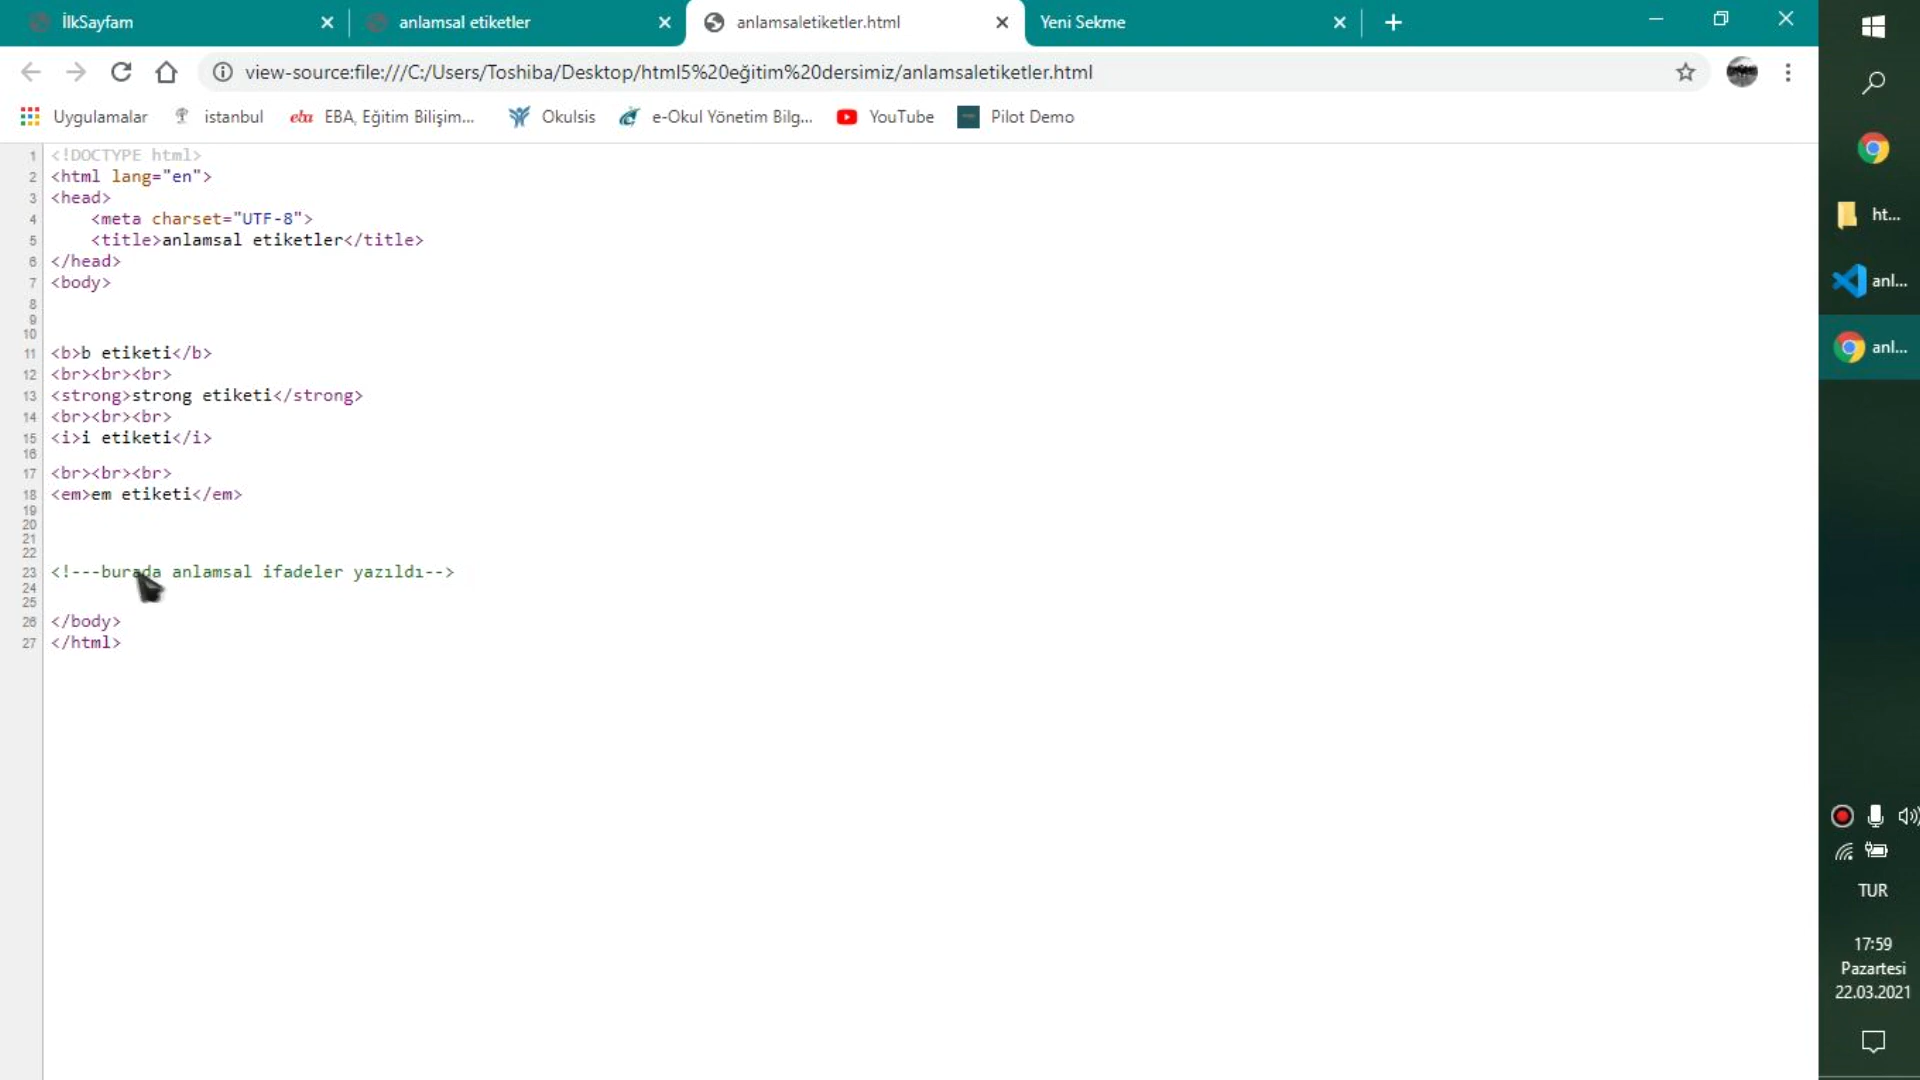 İlkSayfam
anlamsal etiketler
anlamsaletiketler.html
Yeni Sekme
view-source:file:///C:/Users/Toshiba/Desktop/html5%20eğitim%20dersimiz/anlamsaletiketler.html
Uygulamalar
istanbul
eba EBA, Eğitim Bilişim...
Okulsis
e-Okul Yönetim Bilg...
YouTube
Pilot Demo
1 <!DOCTYPE html>
2 <html lang="en">
3 <head>
4 <meta charset="UTF-8">
5 <title>anlamsal etiketler</title>
6 </head>
7 <body>
8
9
10
11 <b>b etiketi</b>
12 <br><br><br>
13 <strong>strong etiketi</strong>
14 <br><br><br>
15 <i>i etiketi</i>
16
17 <br><br><br>
18 <em>em etiketi</em>
19
20
21
22
23 <!---burada anlamsal ifadeler yazıldı-->
24
25
26 </body>
27 </html>
ht...
anl...
anl...
TUR
17:59
Pazartesi
22.03.2021